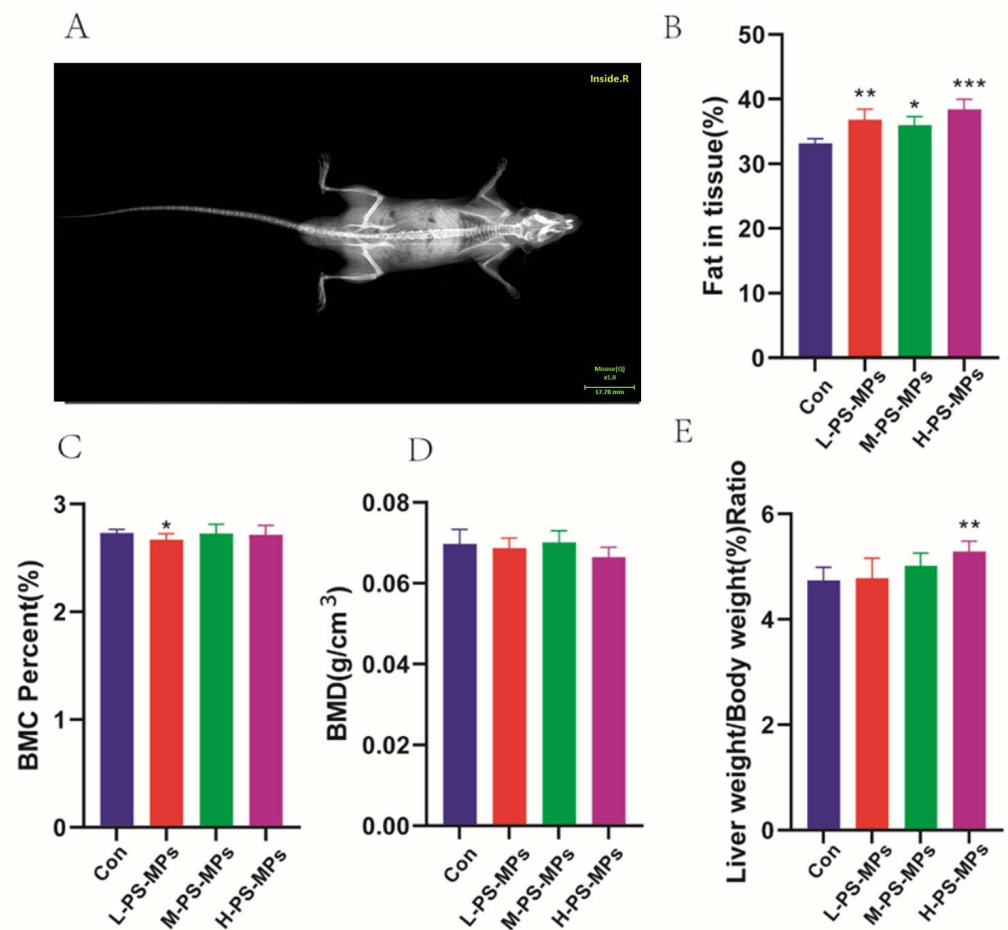 A
Inside.R
Mouse(Q)
x1.0
17.78 mm
B
Fat in tissue(%)
50
40
30
20
10
0
**
*
***
Con
L-PS-MPs
M-PS-MPs
H-PS-MPs
C
BMC Percent(%)
3
2
1
0
*
Con
L-PS-MPs
M-PS-MPs
H-PS-MPs
D
BMD(g/cm 3)
0.08
0.06
0.04
0.02
0.00
Con
L-PS-MPs
M-PS-MPs
H-PS-MPs
E
Liver weight/Body weight(%)Ratio
6
4
2
0
**
Con
L-PS-MPs
M-PS-MPs
H-PS-MPs